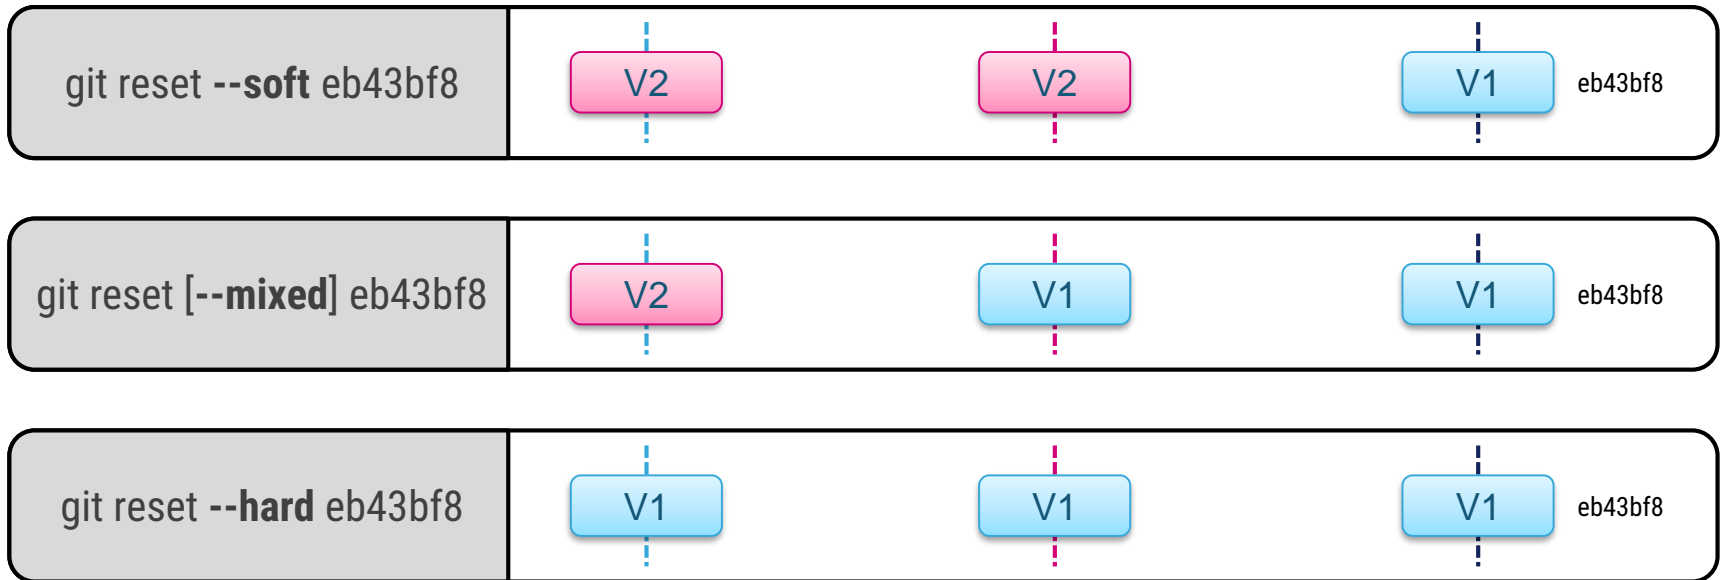 git reset --soft eb43bf8 V2 V2 V1 eb43bf8
git reset [--mixed] eb43bf8 V2 V1 V1 eb43bf8
git reset --hard eb43bf8 V1 V1 V1 eb43bf8